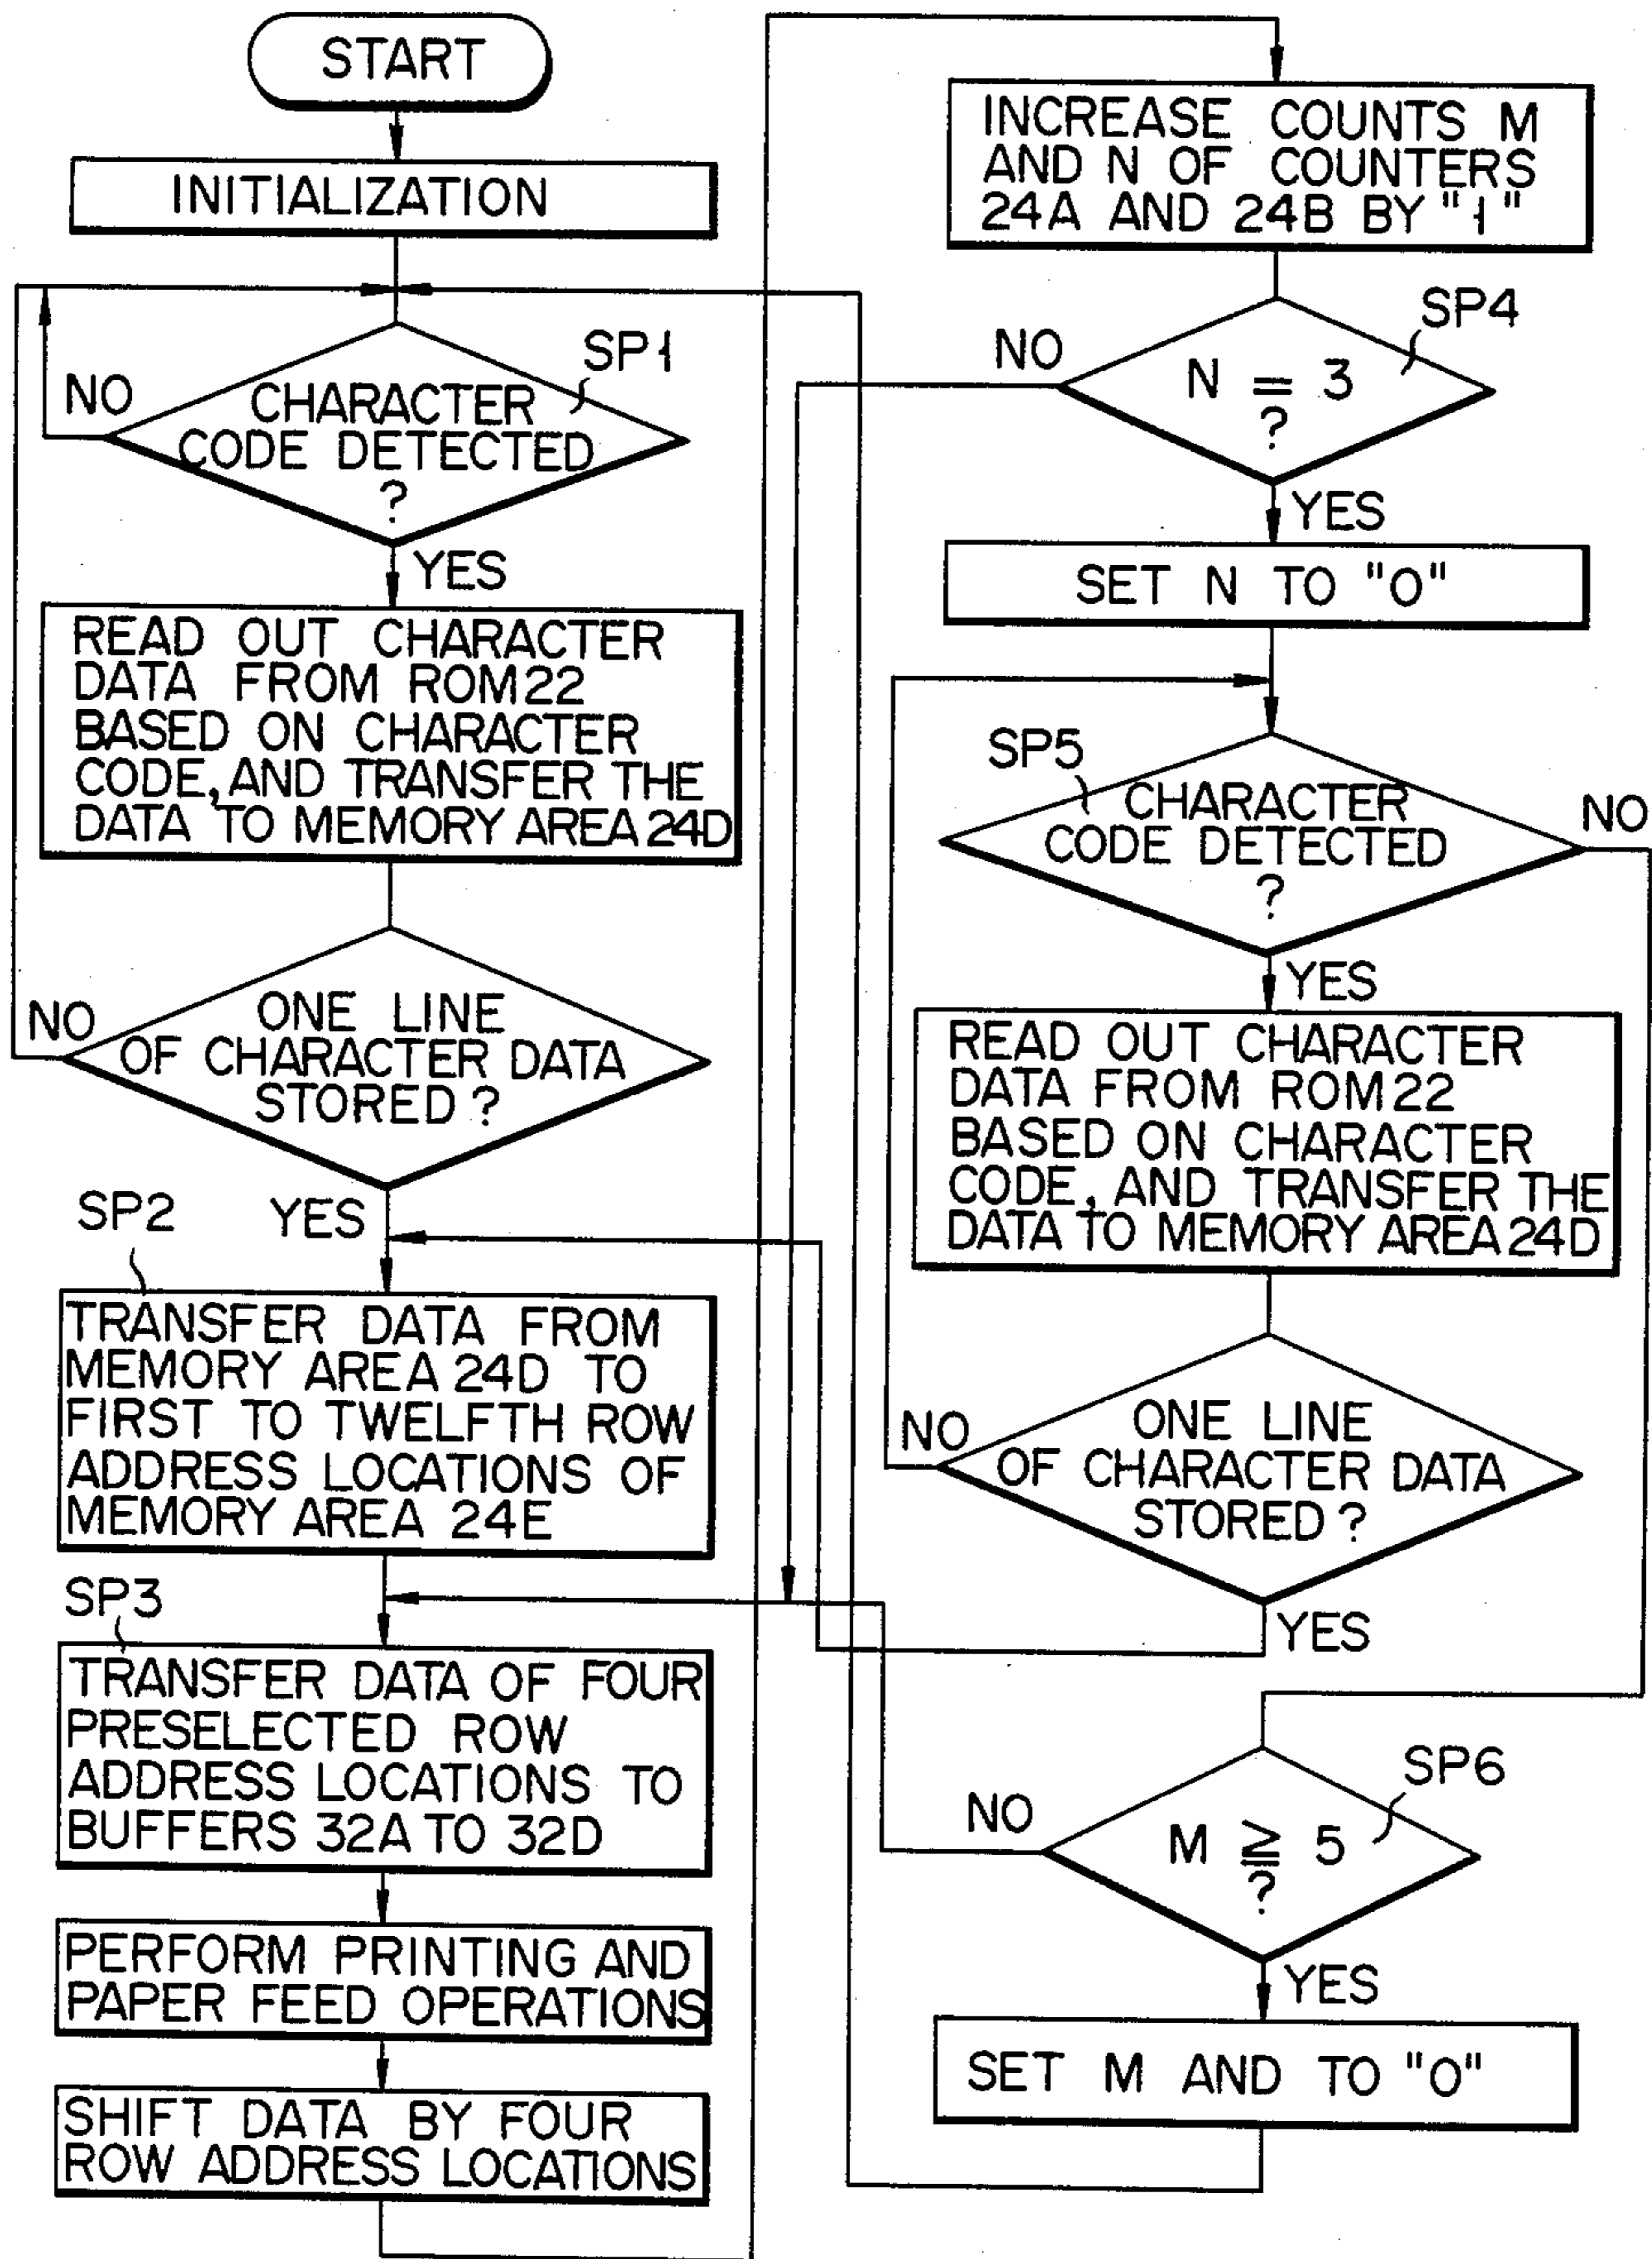 START
INITIALIZATION
SP1
NO
CHARACTER
CODE DETECTED
?
YES
READ OUT CHARACTER
DATA FROM ROM22
BASED ON CHARACTER
CODE, AND TRANSFER THE
DATA TO MEMORY AREA 24D
NO
ONE LINE
OF CHARACTER DATA
STORED ?
SP2
YES
TRANSFER DATA FROM
MEMORY AREA 24D TO
FIRST TO TWELFTH ROW
ADDRESS LOCATIONS OF
MEMORY AREA 24E
SP3
TRANSFER DATA OF FOUR
PRESELECTED ROW
ADDRESS LOCATIONS TO
BUFFERS 32A TO 32D
PERFORM PRINTING AND
PAPER FEED OPERATIONS
SHIFT DATA BY FOUR
ROW ADDRESS LOCATIONS
INCREASE COUNTS M
AND N OF COUNTERS
24A AND 24B BY "1"
SP4
NO
N = 3
?
YES
SET N TO "0"
SP5
CHARACTER
CODE DETECTED
?
NO
YES
READ OUT CHARACTER
DATA FROM ROM22
BASED ON CHARACTER
CODE, AND TRANSFER THE
DATA TO MEMORY AREA 24D
NO
ONE LINE
OF CHARACTER DATA
STORED ?
YES
SP6
NO
M ≧ 5
?
YES
SET M AND TO "0"